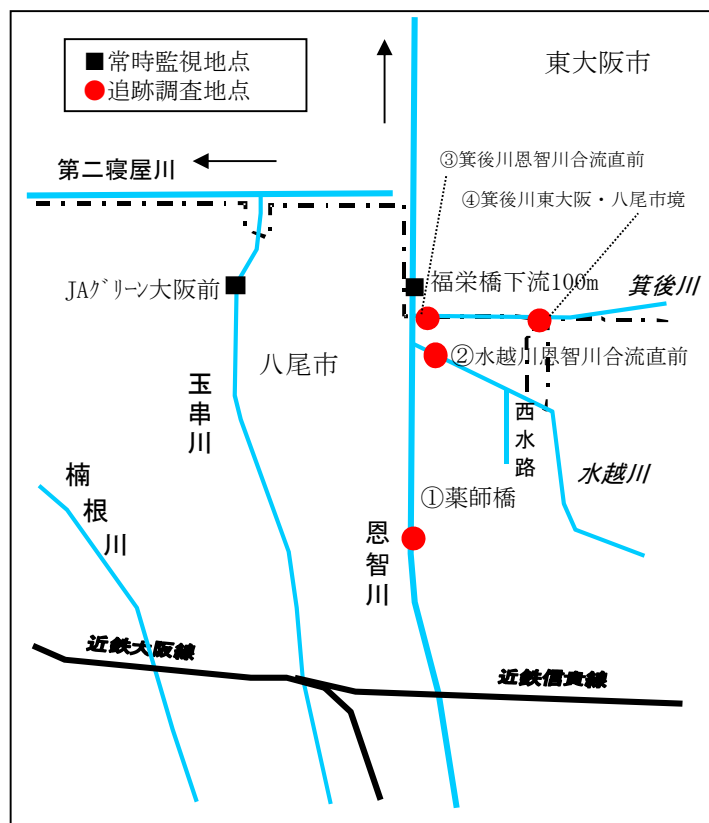 ■常時監視地点
●追跡調査地点
東大阪市
第二寝屋川
③箕後川恩智川合流直前
④箕後川東大阪・八尾市境
JAグリーン大阪前
福栄橋下流100m
箕後川
八尾市
②水越川恩智川合流直前
玉串川
西水路
水越川
楠根川
①薬師橋
恩智川
近鉄大阪線
近鉄信貴線